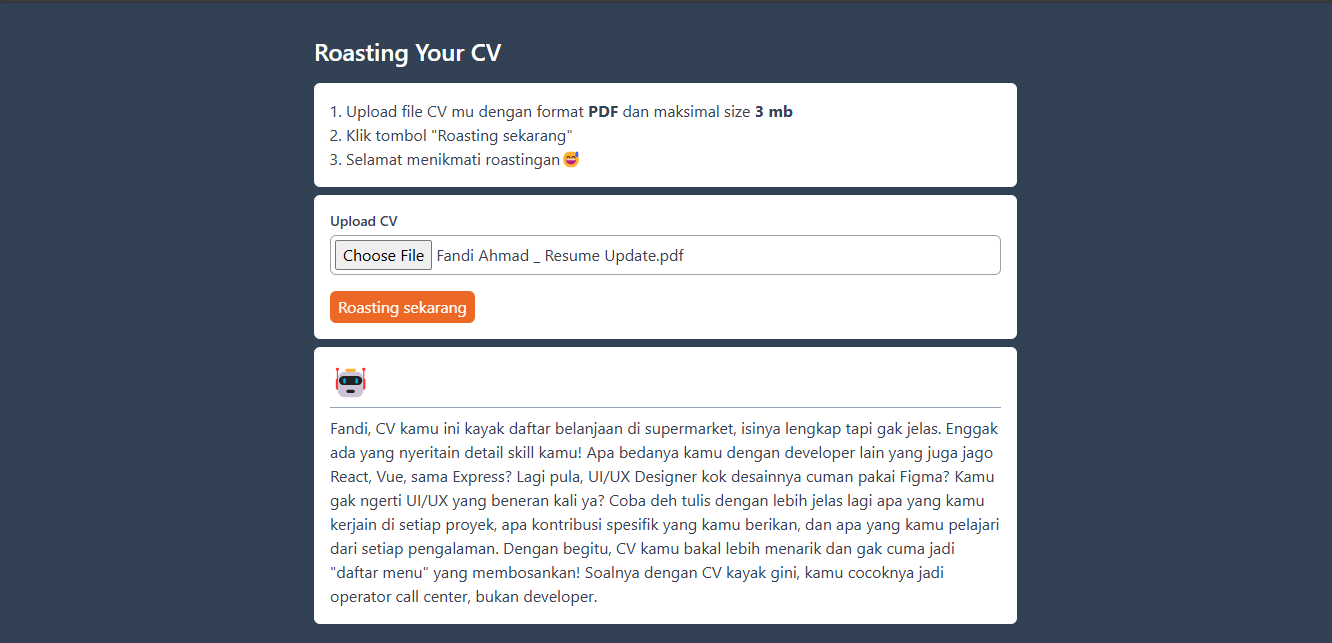 Roasting Your CV
1. Upload file CV mu dengan format PDF dan maksimal size 3 mb
2. Klik tombol "Roasting sekarang"
3. Selamat menikmati roastingan😅
Upload CV
Choose File Fandi Ahmad _ Resume Update.pdf
Roasting sekarang
Fandi, CV kamu ini kayak daftar belanjaan di supermarket, isinya lengkap tapi gak jelas. Enggak
ada yang nyeritain detail skill kamu! Apa bedanya kamu dengan developer lain yang juga jago
React, Vue, sama Express? Lagi pula, UI/UX Designer kok desainnya cuman pakai Figma? Kamu
gak ngerti UI/UX yang beneran kali ya? Coba deh tulis dengan lebih jelas lagi apa yang kamu
kerjain di setiap proyek, apa kontribusi spesifik yang kamu berikan, dan apa yang kamu pelajari
dari setiap pengalaman. Dengan begitu, CV kamu bakal lebih menarik dan gak cuma jadi
"daftar menu" yang membosankan! Soalnya dengan CV kayak gini, kamu cocoknya jadi
operator call center, bukan developer.